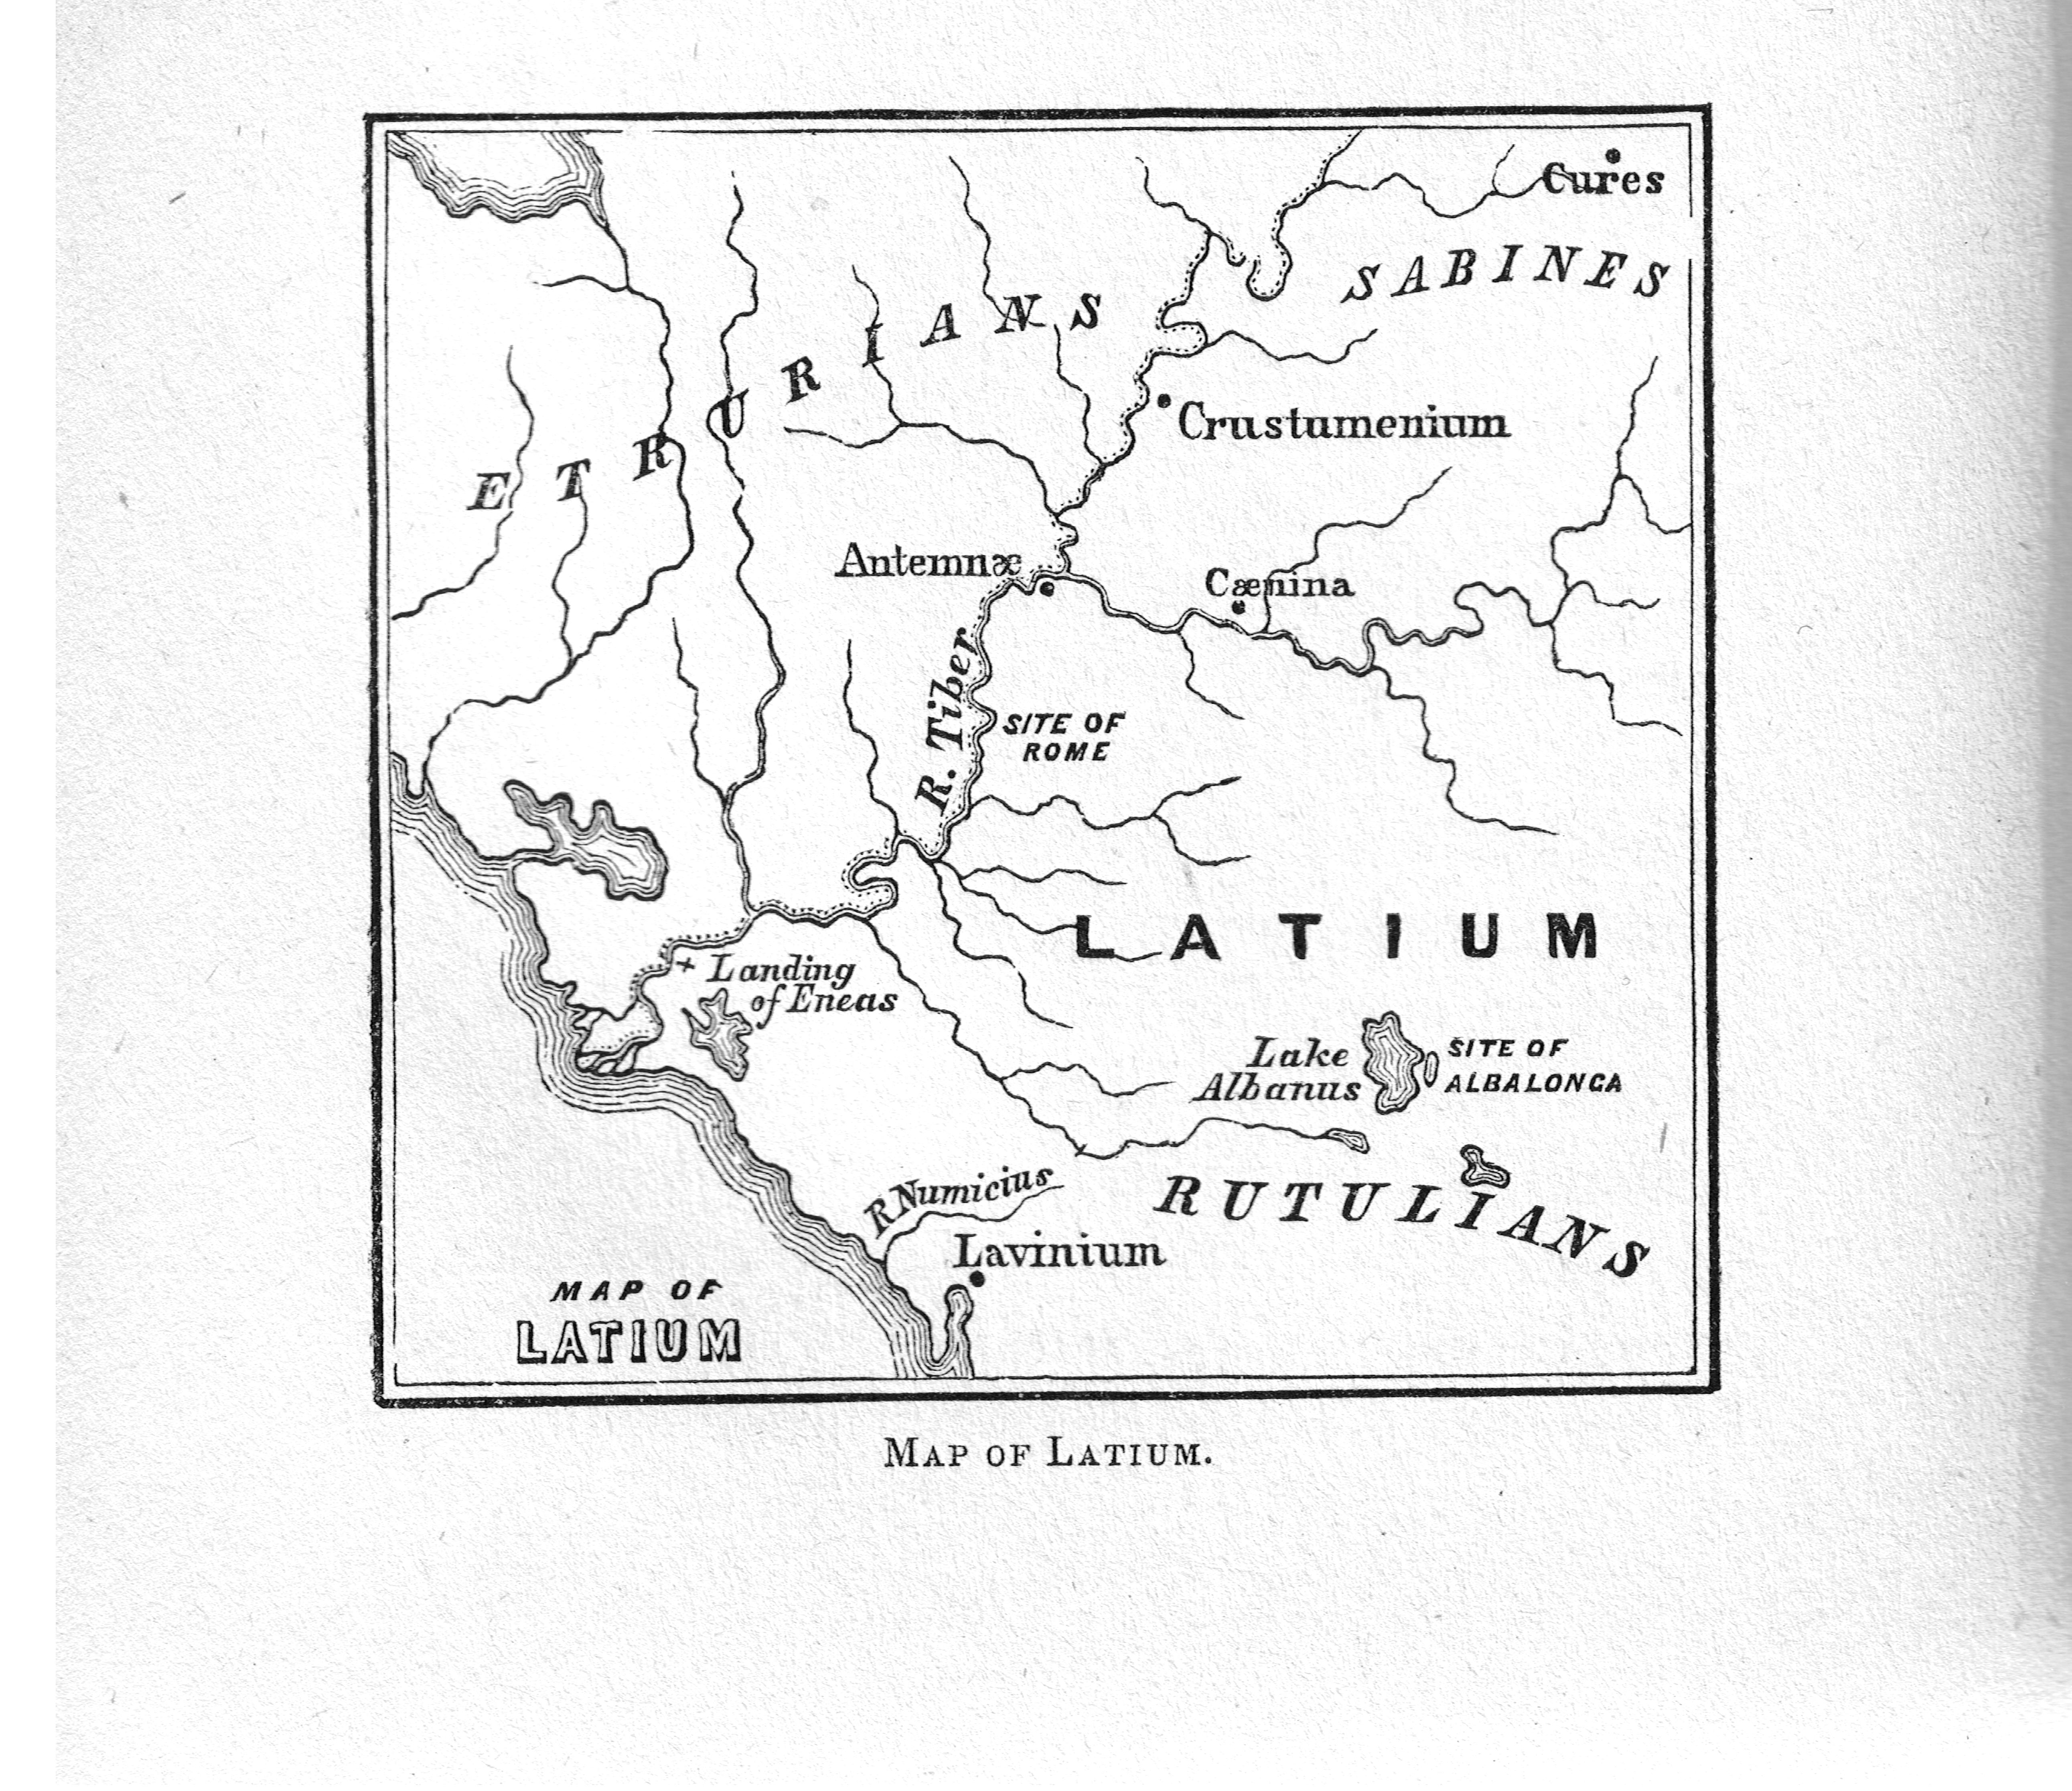 Cures
SABINES
ETRURIANS
Crustumenium
Antemnæ
Cænina
R. Tiber
SITE OF
ROME
LATIUM
Landing
of Eneas
Lake
Albanus
SITE OF
ALBALONGA
R Numicius
RUTULIANS
Lavinium
MAP OF
LATIUM
MAP OF LATIUM.